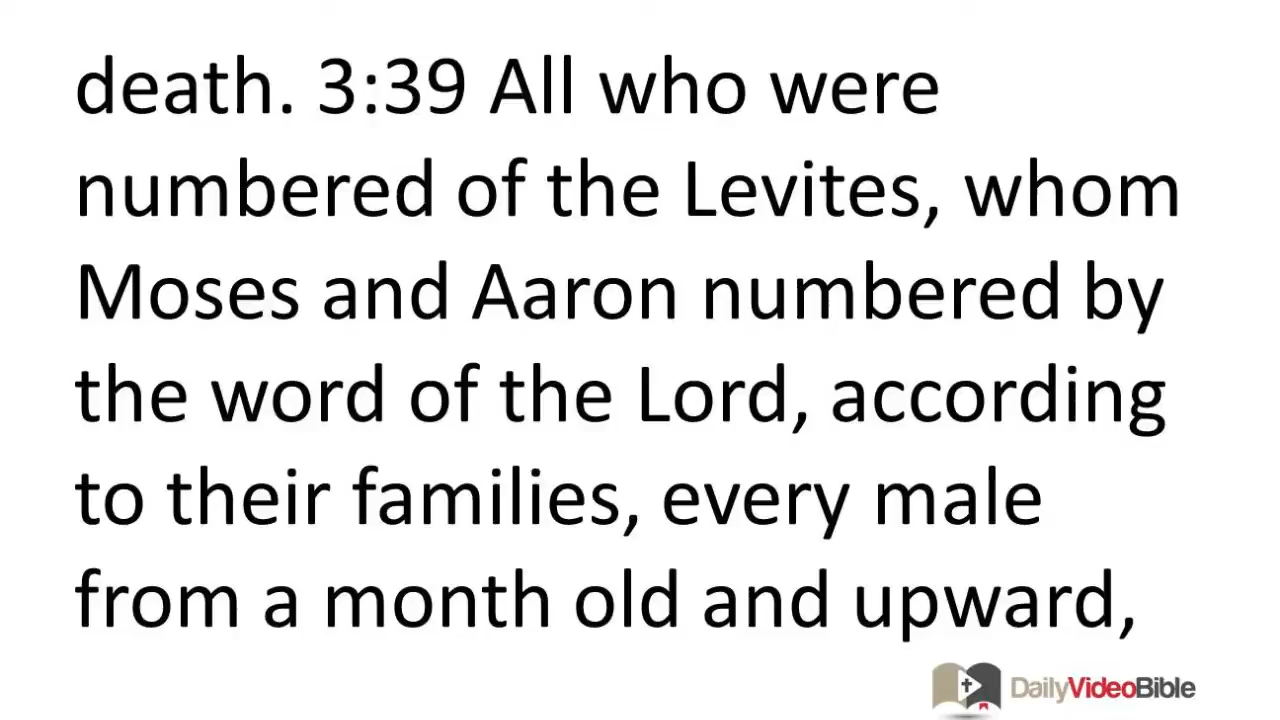 death. 3:39 All who were
numbered of the Levites, whom
Moses and Aaron numbered by
the word of the Lord, according
to their families, every male
from a month old and upward,
DailyVideoBible